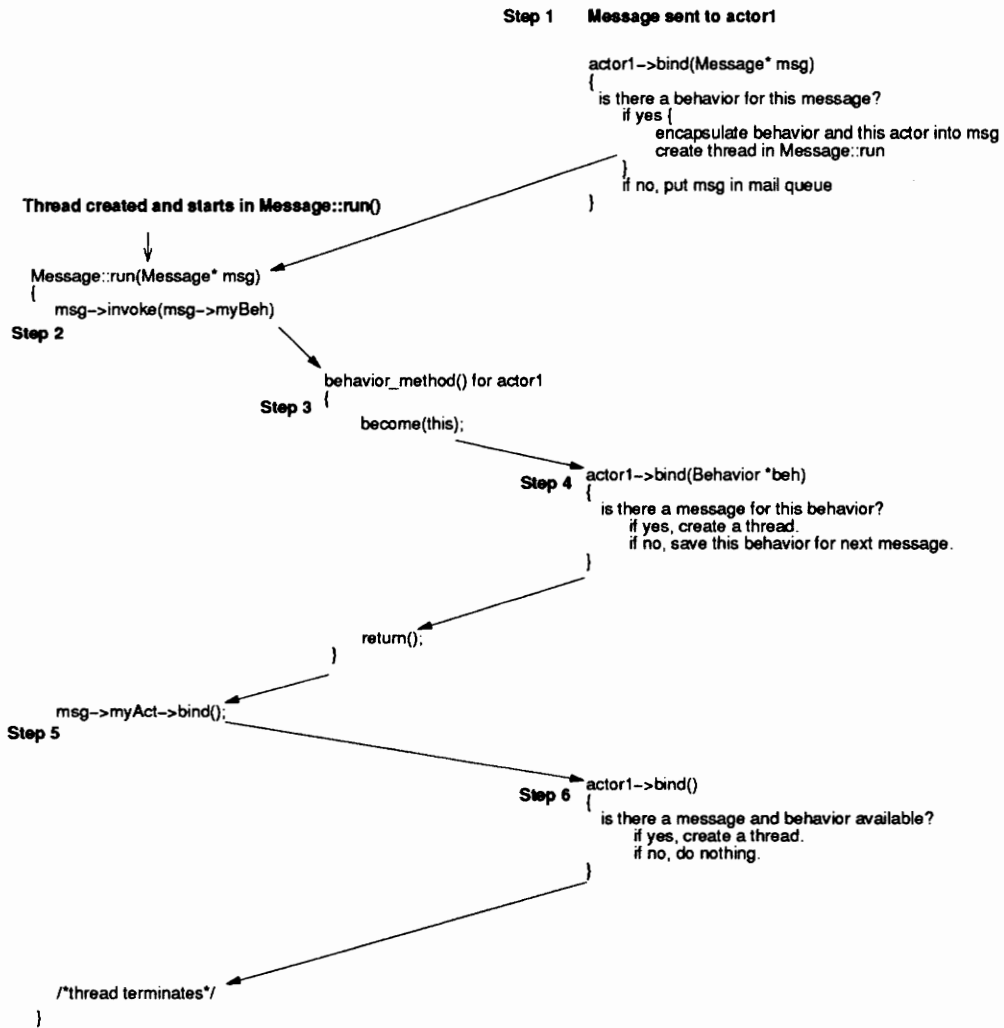 Step 1 Message sent to actor1
actor1->bind(Message* msg)
{
is there a behavior for this message?
if yes {
encapsulate behavior and this actor into msg
create thread in Message::run
}
if no, put msg in mail queue
}
Thread created and starts in Message::run()
Message::run(Message* msg)
{
msg->invoke(msg->myBeh)
Step 2
behavior_method() for actor1
Step 3 {
become(this);
actor1->bind(Behavior *beh)
Step 4 {
is there a message for this behavior?
if yes, create a thread.
if no, save this behavior for next message.
}
return();
}
msg->myAct->bind();
Step 5
actor1->bind()
Step 6 {
is there a message and behavior available?
if yes, create a thread.
if no, do nothing.
}
/*thread terminates*/
}